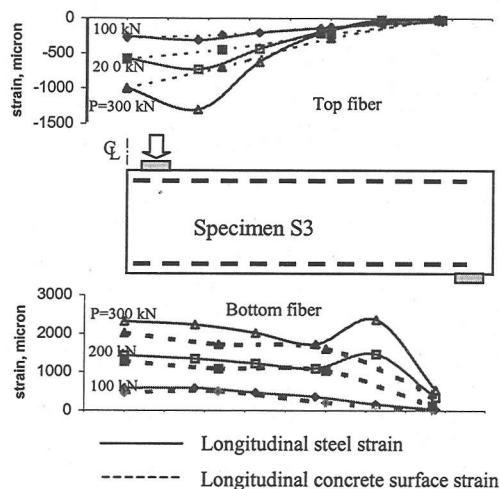 0
-500
-1000
-1500
strain, micron
100 kN
20 0 kN
P=300 kN
Top fiber
℄
Specimen S3
3000
2000
1000
0
strain, micron
P=300 kN
200 kN
100 kN
Bottom fiber
Longitudinal steel strain
Longitudinal concrete surface strain